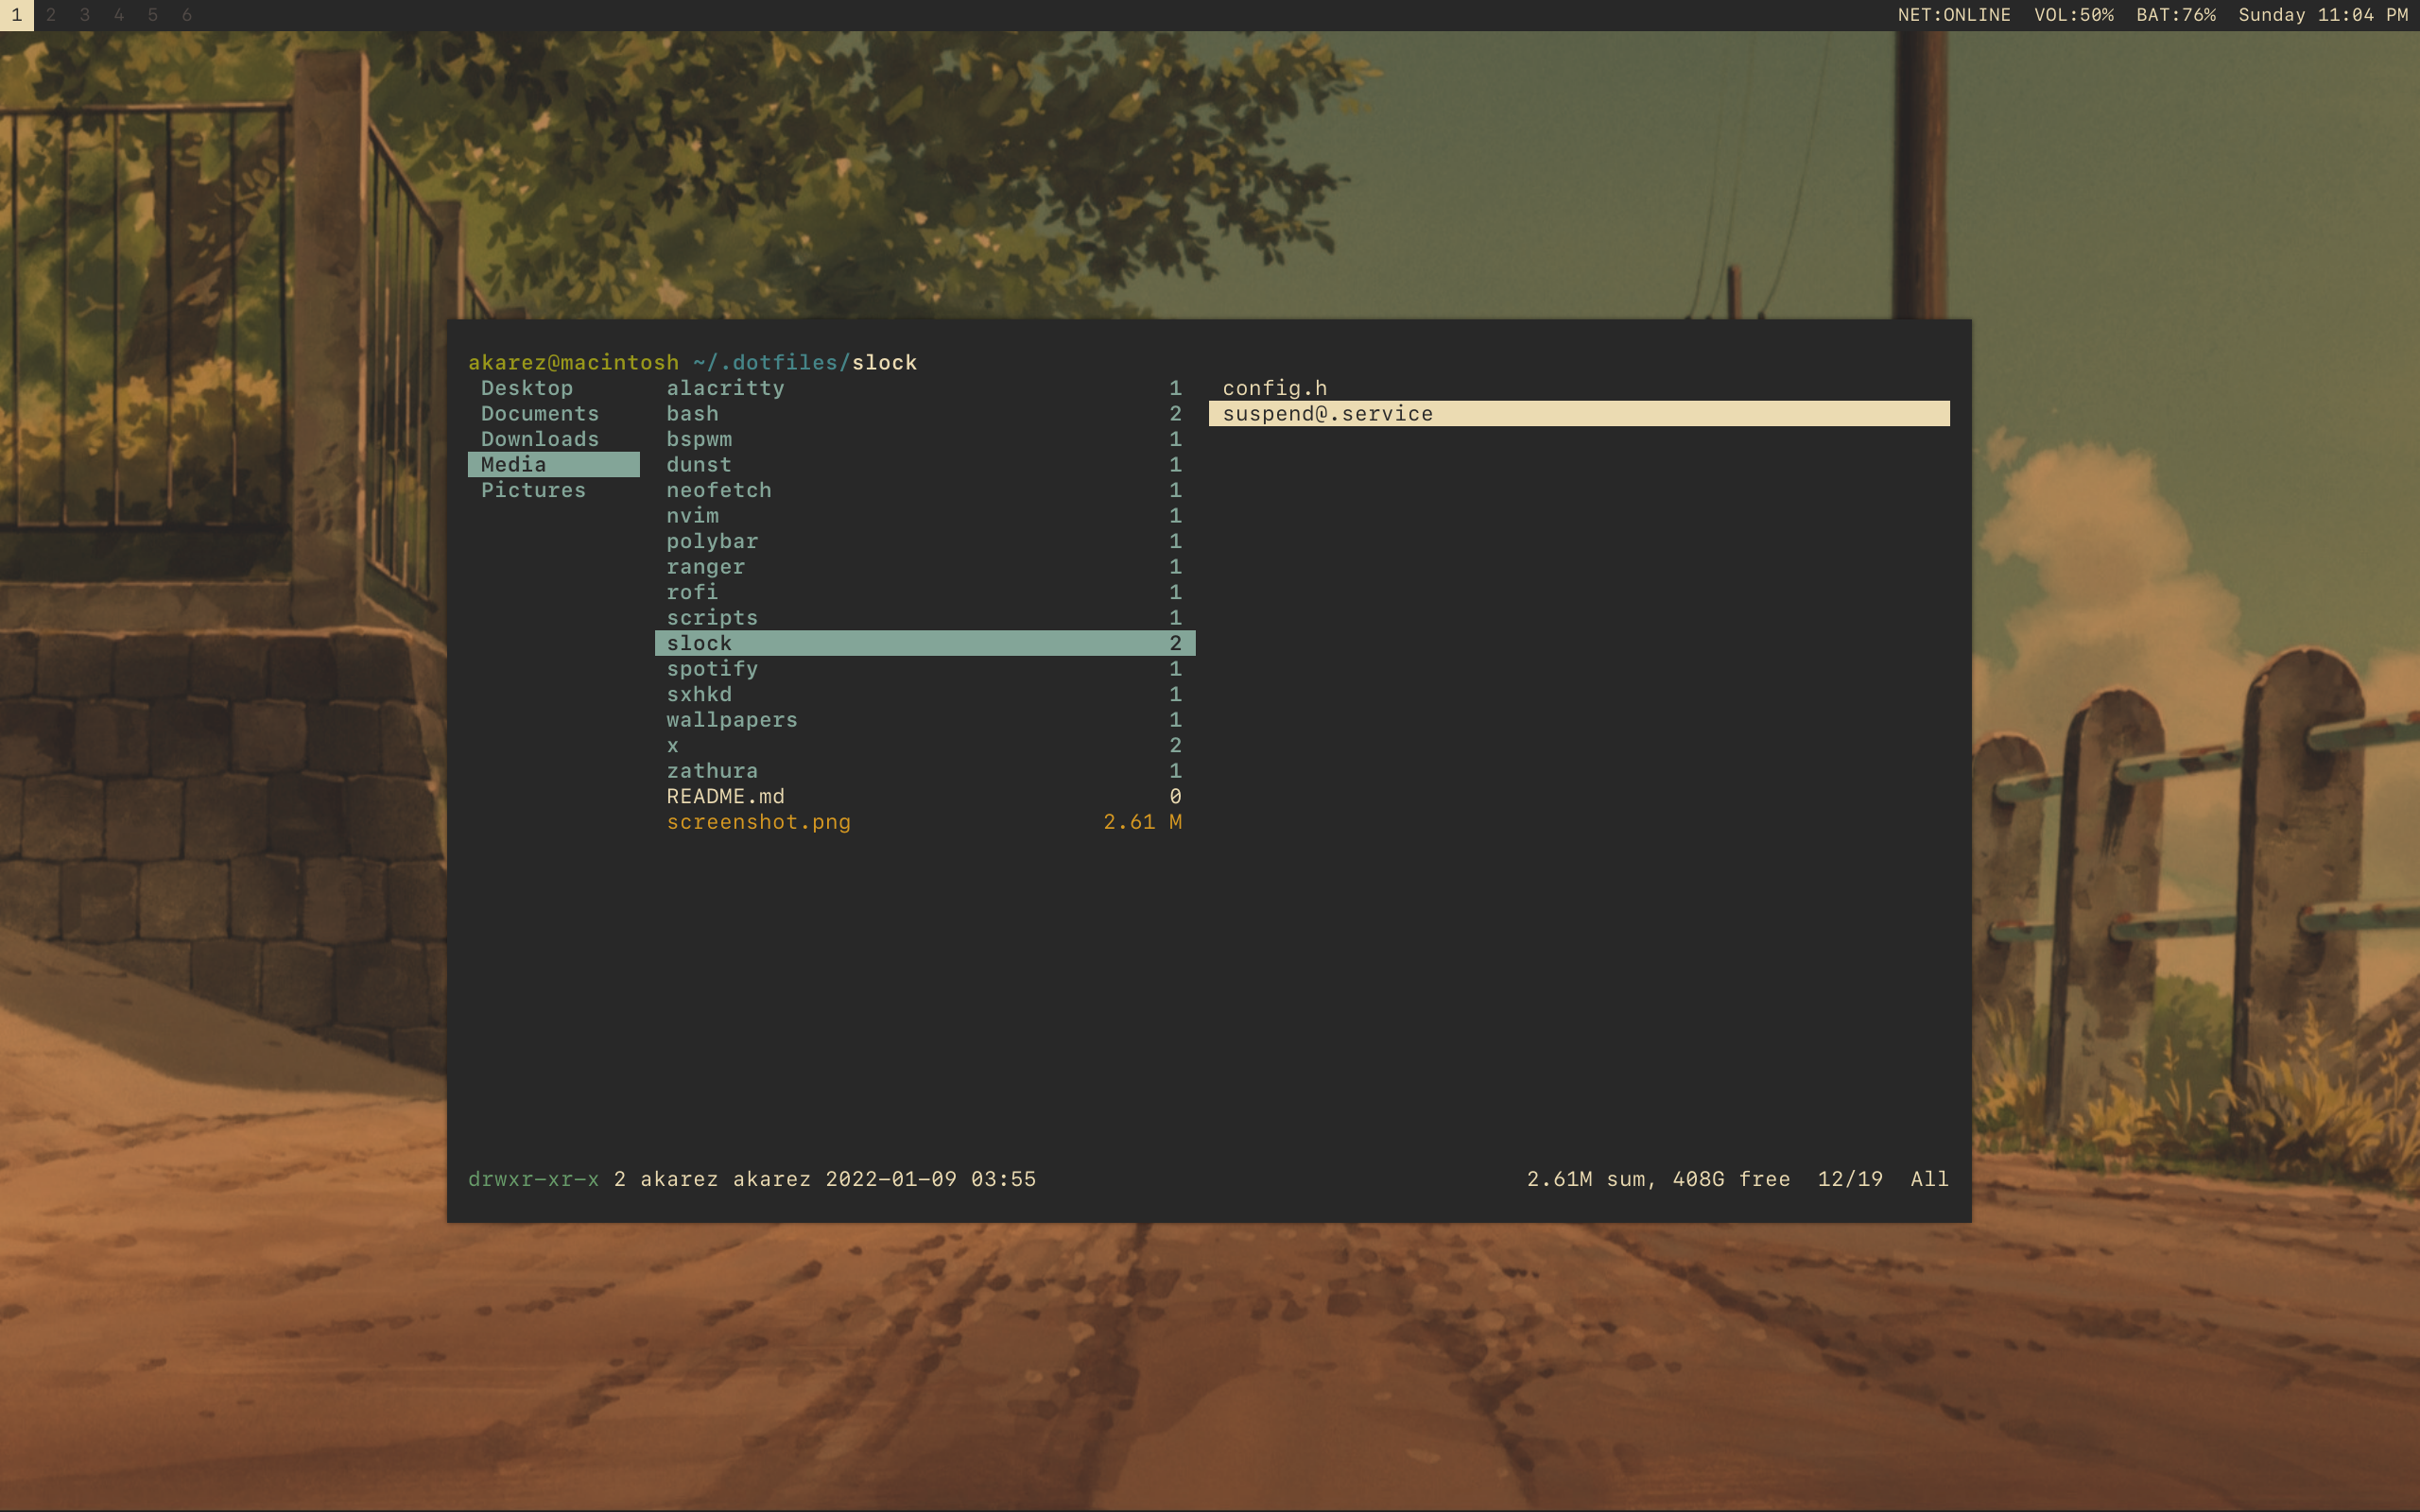 1 2 3 4 5 6 NET:ONLINE VOL:50% BAT:76% Sunday 11:04 PM
akarez@macintosh ~/.dotfiles/slock
Desktop alacritty 1 config.h
Documents bash 2 suspend@.service
Downloads bspwm 1
Media dunst 1
Pictures neofetch 1
nvim 1
polybar 1
ranger 1
rofi 1
scripts 1
slock 2
spotify 1
sxhkd 1
wallpapers 1
x 2
zathura 1
README.md 0
screenshot.png 2.61 M
drwxr-xr-x 2 akarez akarez 2022-01-09 03:55 2.61M sum, 408G free 12/19 All